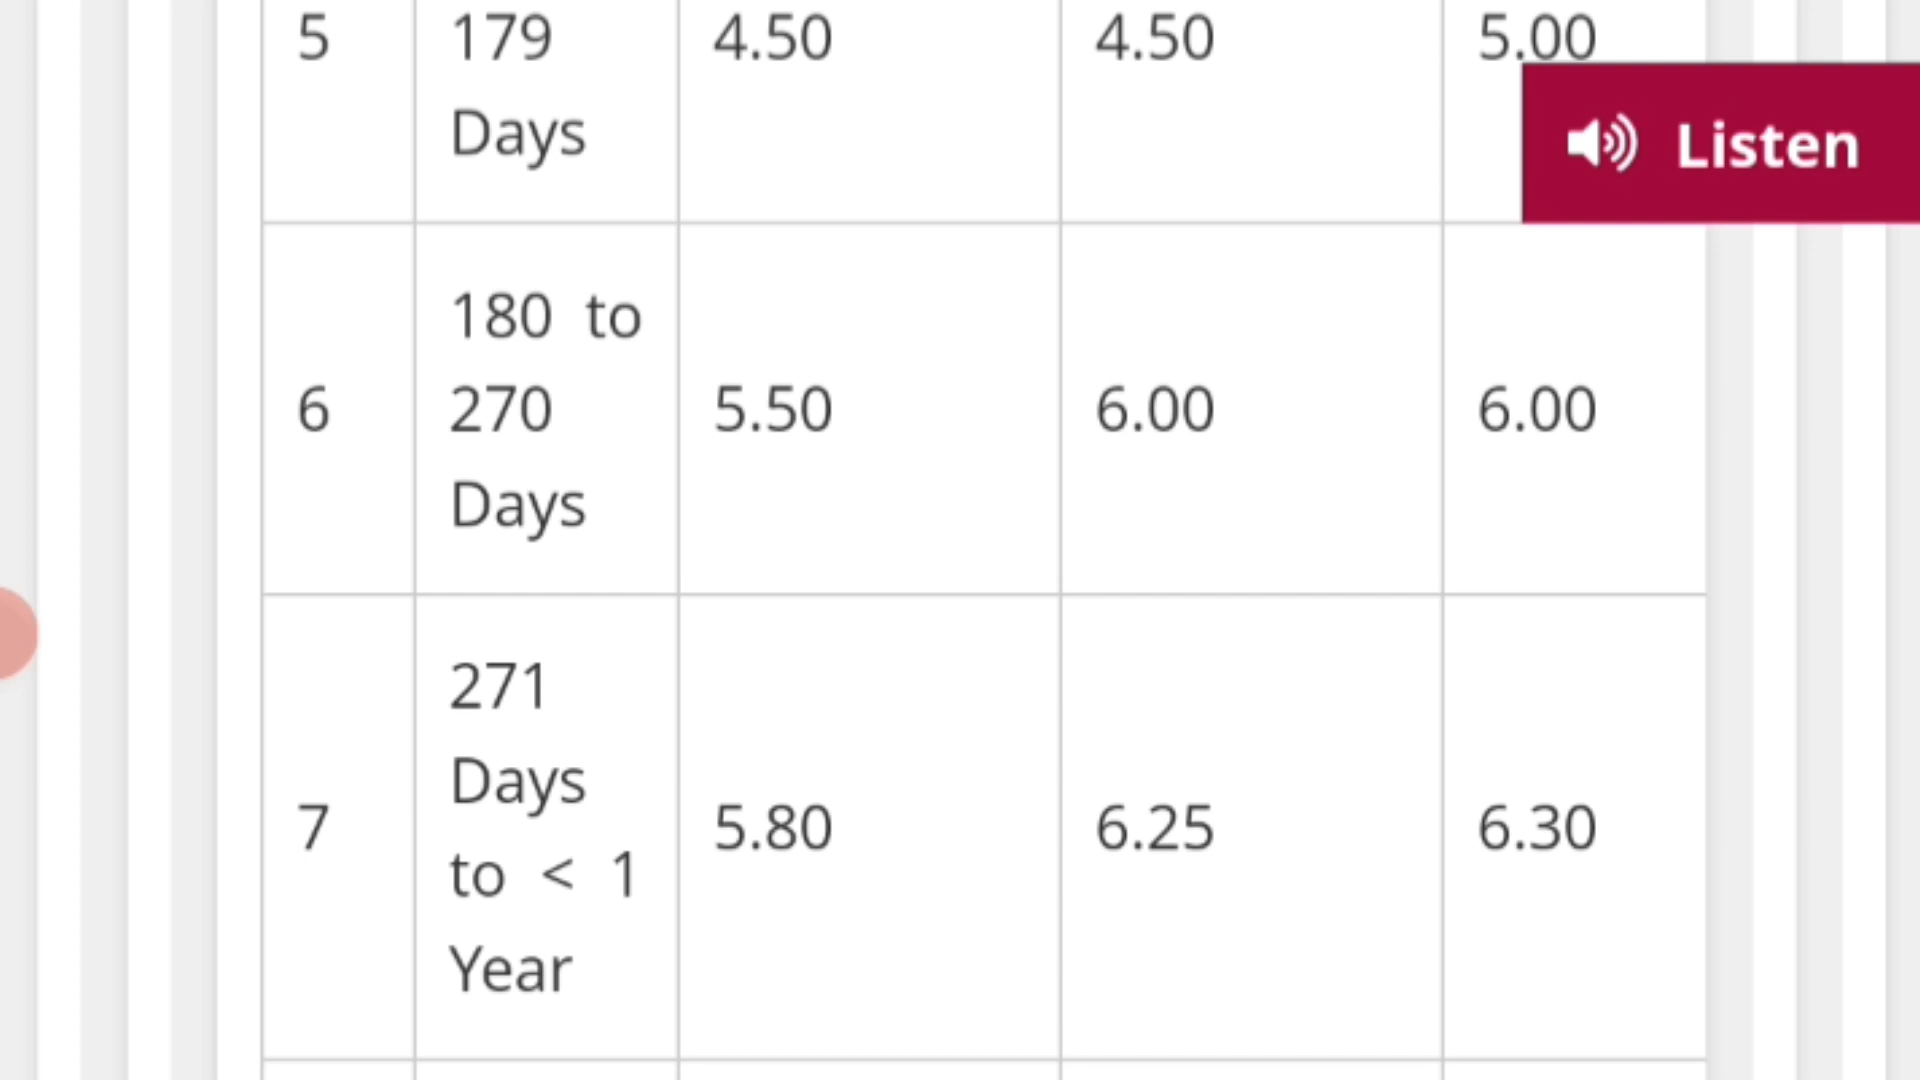 5 179 4.50 4.50 5.00
Days
Listen
180 to
6 270 5.50 6.00 6.00
Days
271
Days
7 5.80 6.25 6.30
to < 1
Year